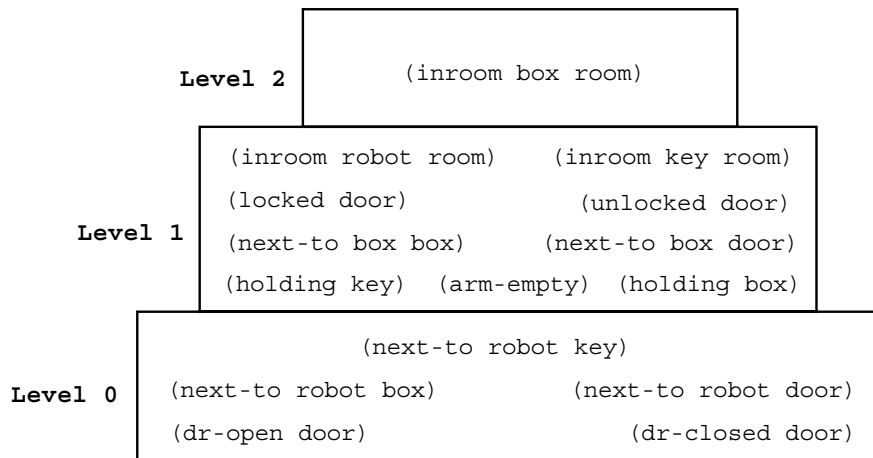 Level 2
(inroom box room)
(inroom robot room) (inroom key room)
(locked door) (unlocked door)
Level 1
(next-to box box) (next-to box door)
(holding key) (arm-empty) (holding box)
(next-to robot key)
Level 0
(next-to robot box) (next-to robot door)
(dr-open door) (dr-closed door)